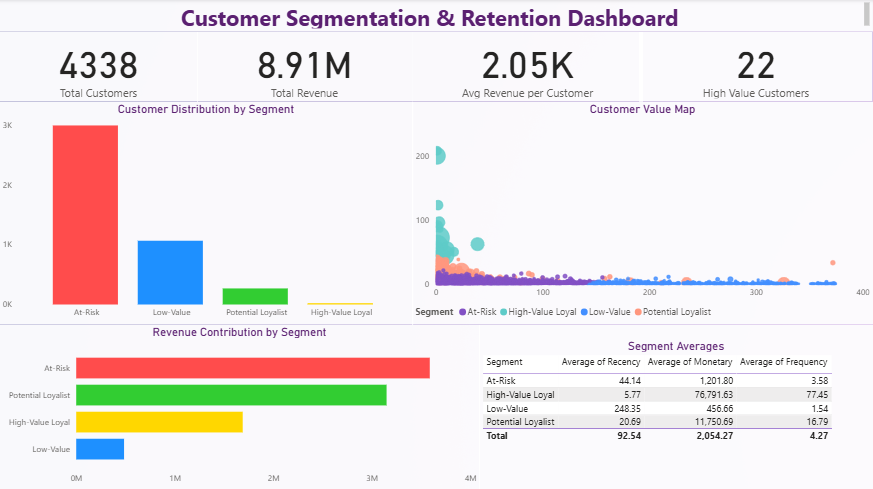 Customer Segmentation & Retention Dashboard
4338
Total Customers
8.91M
Total Revenue
2.05K
Avg Revenue per Customer
22
High Value Customers
Customer Distribution by Segment
3K
2K
1K
0K
At-Risk Low-Value Potential Loyalist High-Value Loyal
Customer Value Map
200
100
0
0 100 200 300 400
Segment At-Risk High-Value Loyal Low-Value Potential Loyalist
Revenue Contribution by Segment
At-Risk
Potential Loyalist
High-Value Loyal
Low-Value
0M 1M 2M 3M 4M
Segment Averages
Segment Average of Recency Average of Monetary Average of Frequency
At-Risk 44.14 1,201.80 3.58
High-Value Loyal 5.77 76,791.63 77.45
Low-Value 248.35 456.66 1.54
Potential Loyalist 20.69 11,750.69 16.79
Total 92.54 2,054.27 4.27